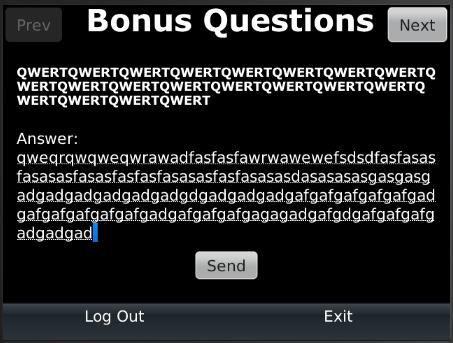 Prev
Bonus Questions
Next
QWERTQWERTQWERTQWERTQWERTQWERTQWERTQWERTQ
WERTQWERTQWERTQWERTQWERTQWERTQWERTQWERTQ
WERTQWERTQWERTQWERT
Answer:
qweqrqwqweqwrawadfasfasfawrwawewefsdsdfasfasas
fasasasfasasfasfasfasasasfasfasasasdasasasasgasgasg
adgadgadgadgadgadgdgadgadgadgafgafgafgafgafgad
gafgafgafgafgafgadgafgafgafgagagadgafgdgafgafgafg
adgadgad
Send
Log Out
Exit